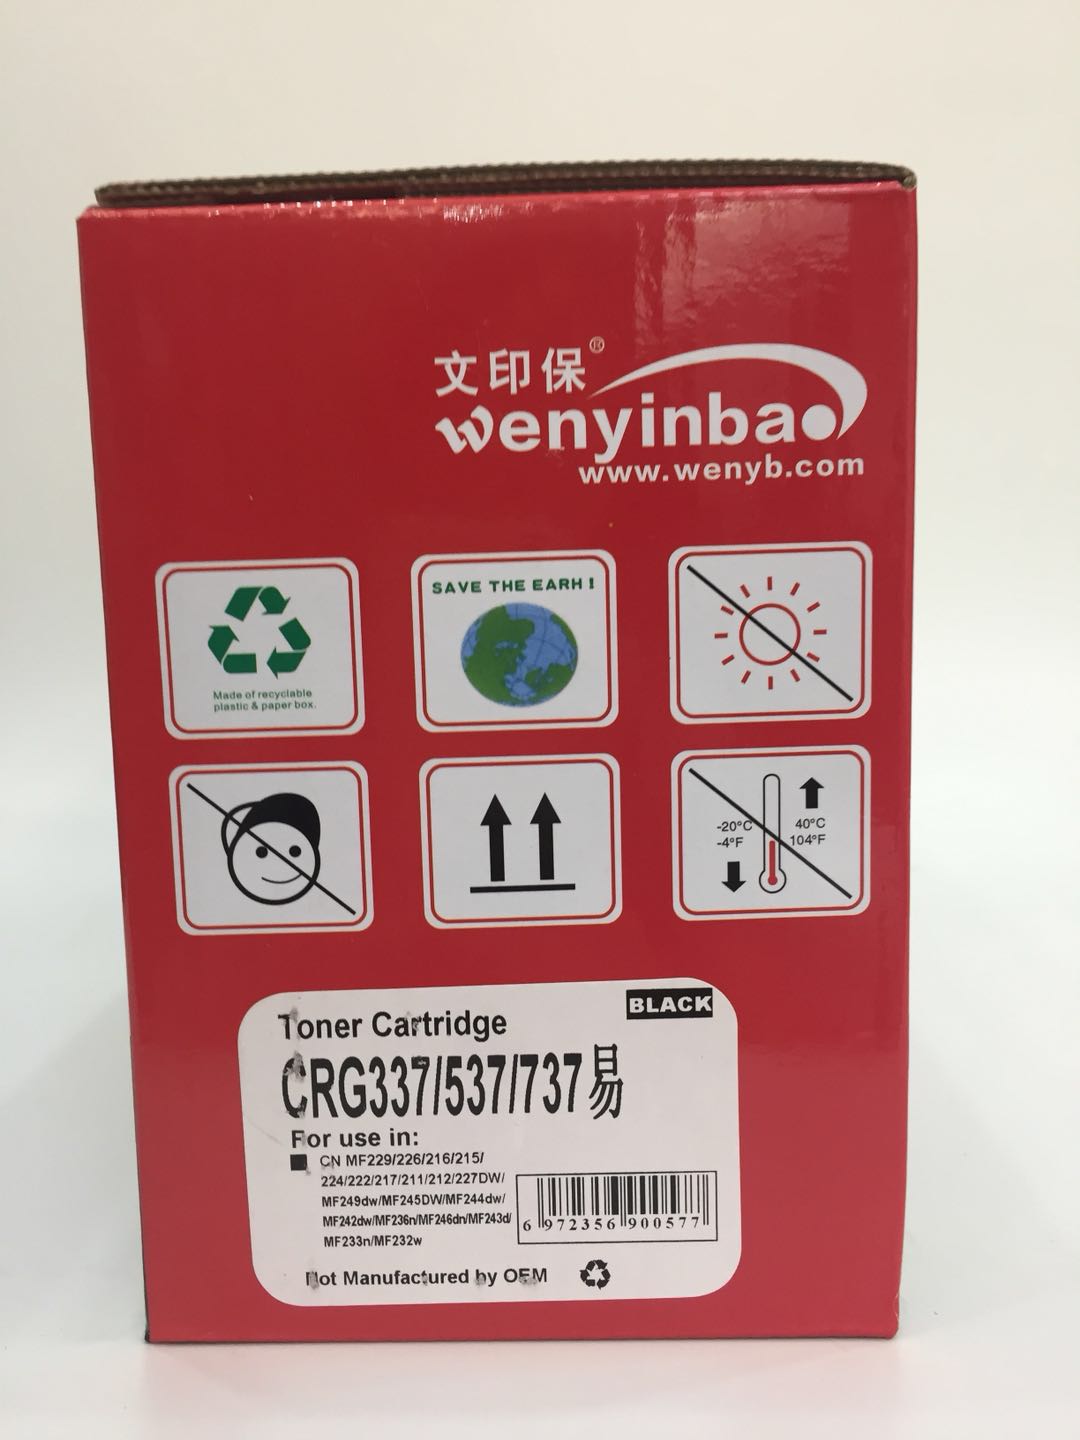 文印保®
wenyinbao
www.wenyb.com
SAVE THE EARH !
Made of recyclable
plastic & paper box.
-20°C
-4°F
40°C
104°F
BLACK
Toner Cartridge
CRG337/537/737易
For use in:
CN MF229/226/216/215/
224/222/217/211/212/227DW/
MF249dw/MF245DW/MF244dw/
MF242dw/MF236n/MF246dn/MF243d/
MF233n/MF232w
6 972356 900577
Not Manufactured by OEM